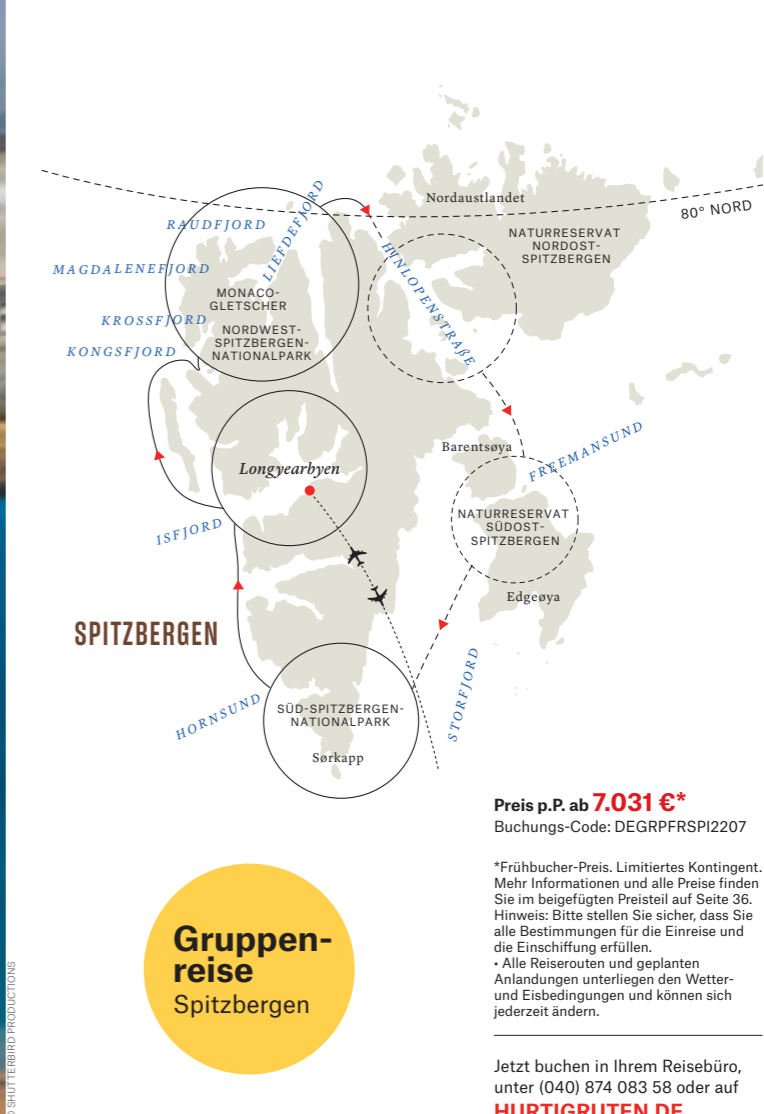 Nordaustlandet
80° NORD
RAUDFJORD
LIEFDEFJORD
NATURRESERVAT
NORDOST-
SPITZBERGEN
HINLOPENSTRAßE
MAGDALENEFJORD
MONACO-
GLETSCHER
KROSSFJORD
NORDWEST-
SPITZBERGEN-
NATIONALPARK
KONGSFJORD
Barentsøya
FREEMANSUND
Longyearbyen
NATURRESERVAT
SÜDOST-
SPITZBERGEN
ISFJORD
Edgeøya
SPITZBERGEN
STORFJORD
HORNSUND
SÜD-SPITZBERGEN-
NATIONALPARK
Sørkapp
Preis p.P. ab 7.031 €*
Buchungs-Code: DEGRPFRSPI2207
*Frühbucher-Preis. Limitiertes Kontingent.
Mehr Informationen und alle Preise finden
Sie im beigefügten Preisteil auf Seite 36.
Hinweis: Bitte stellen Sie sicher, dass Sie
alle Bestimmungen für die Einreise und
die Einschiffung erfüllen.
• Alle Reiserouten und geplanten
Anlandungen unterliegen den Wetter-
und Eisbedingungen und können sich
jederzeit ändern.
Gruppen-
reise
Spitzbergen
Jetzt buchen in Ihrem Reisebüro,
unter (040) 874 083 58 oder auf
HURTIGRUTEN.DE
© SHUTTERBIRD PRODUCTIONS